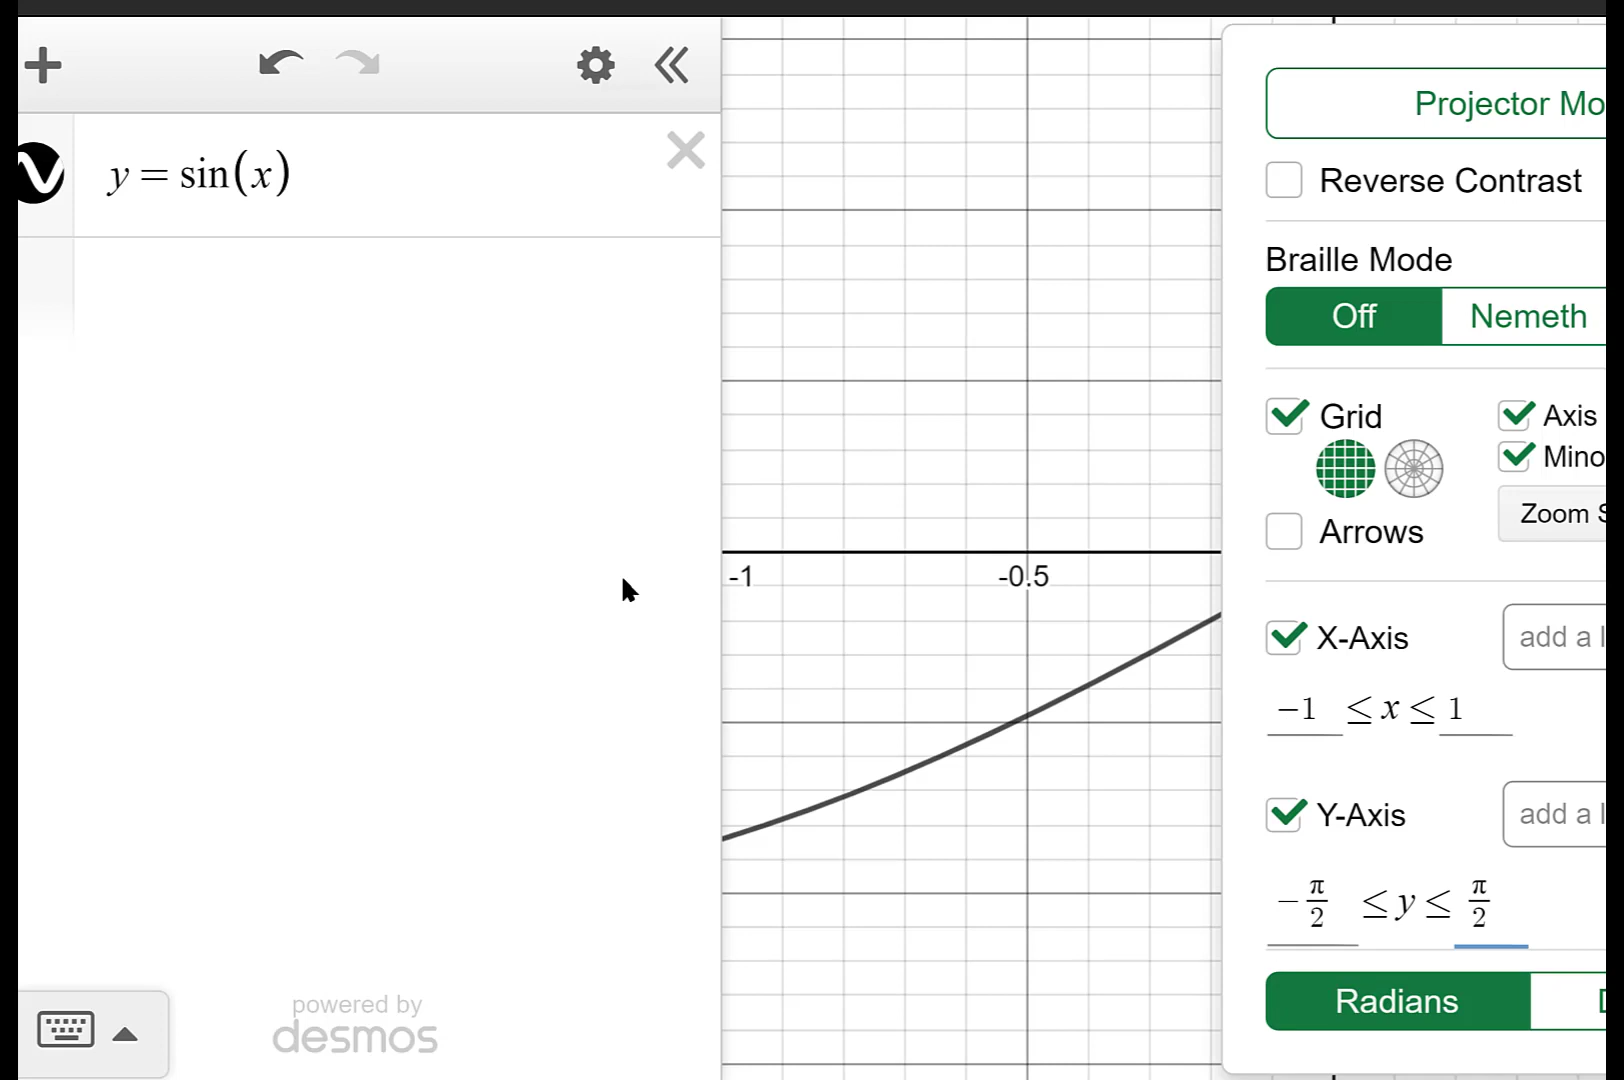 y = sin(x)
-1
-0.5
powered by
desmos
Projector Mo
Reverse Contrast
Braille Mode
Off Nemeth
Grid
Axis
Mino
Zoom S
Arrows
X-Axis
add a l
−1 ≤ x ≤ 1
Y-Axis
add a l
−π/2 ≤ y ≤ π/2
Radians